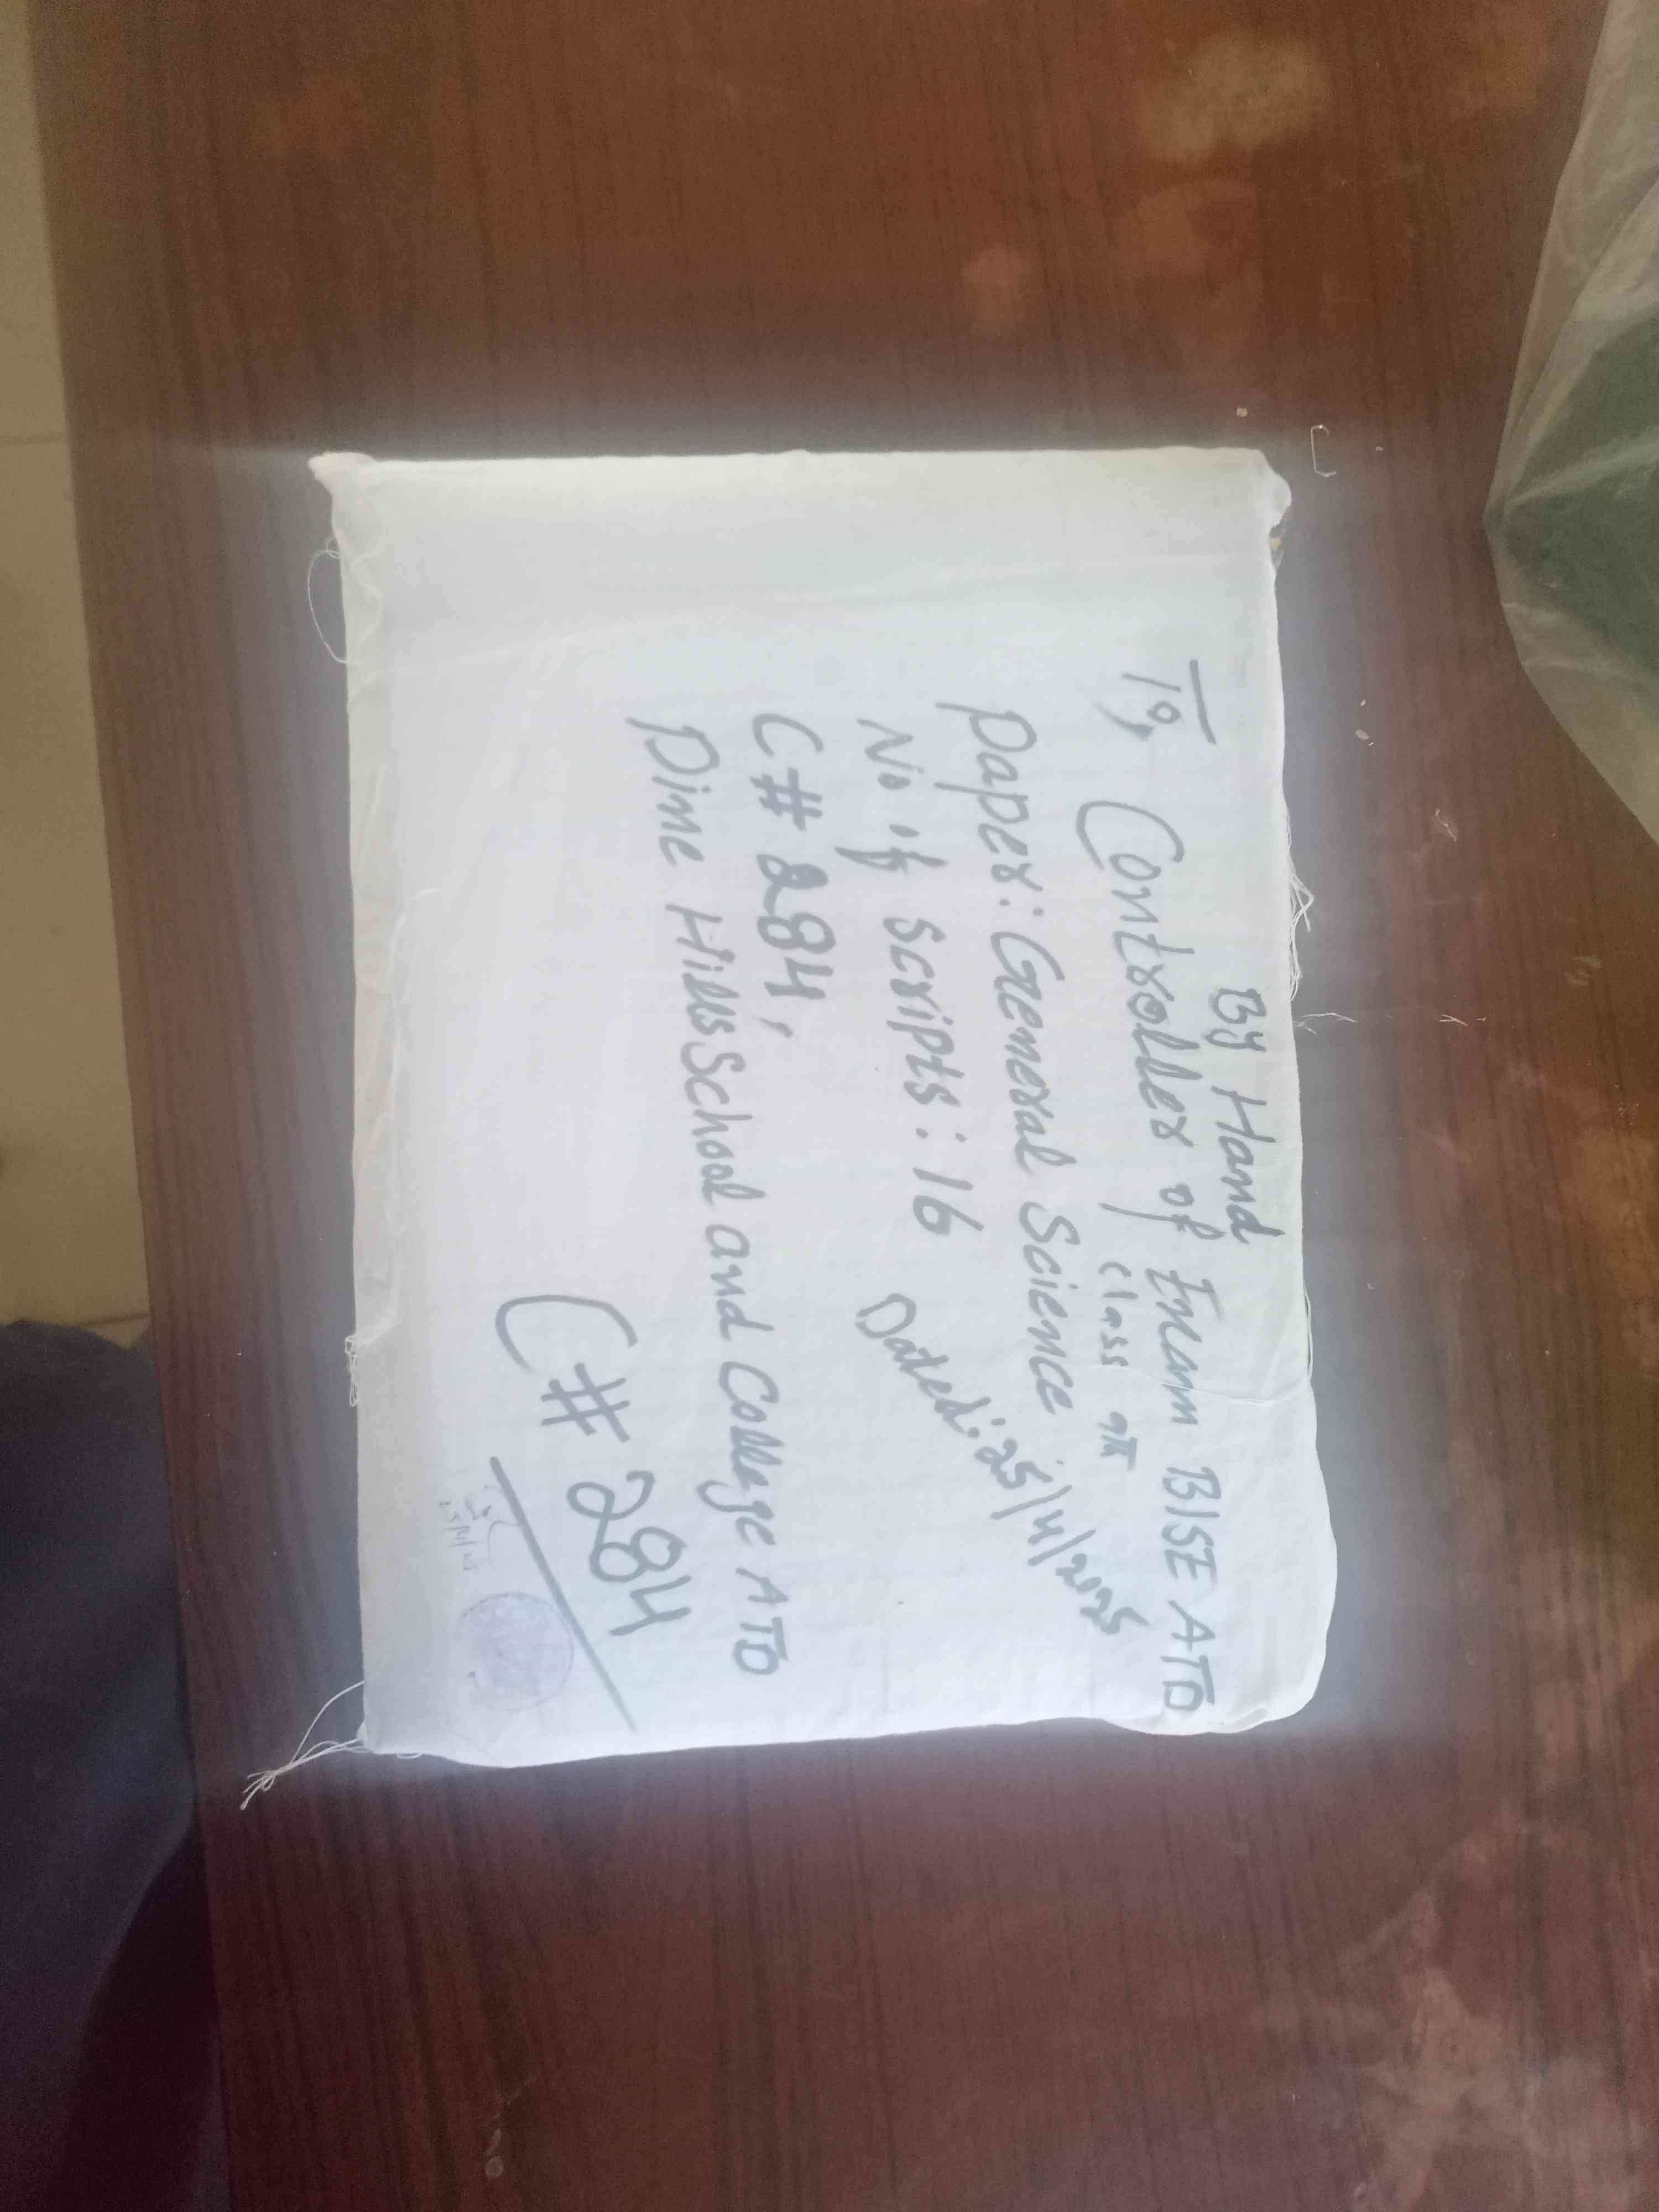 By Hand
To, Controller of Exam BISE ATD
Class 9th
Paper: General Science
No of scripts: 16
Dated: 25/4/2025
C# 284,
Pine Hills School and College ATD
C# 284